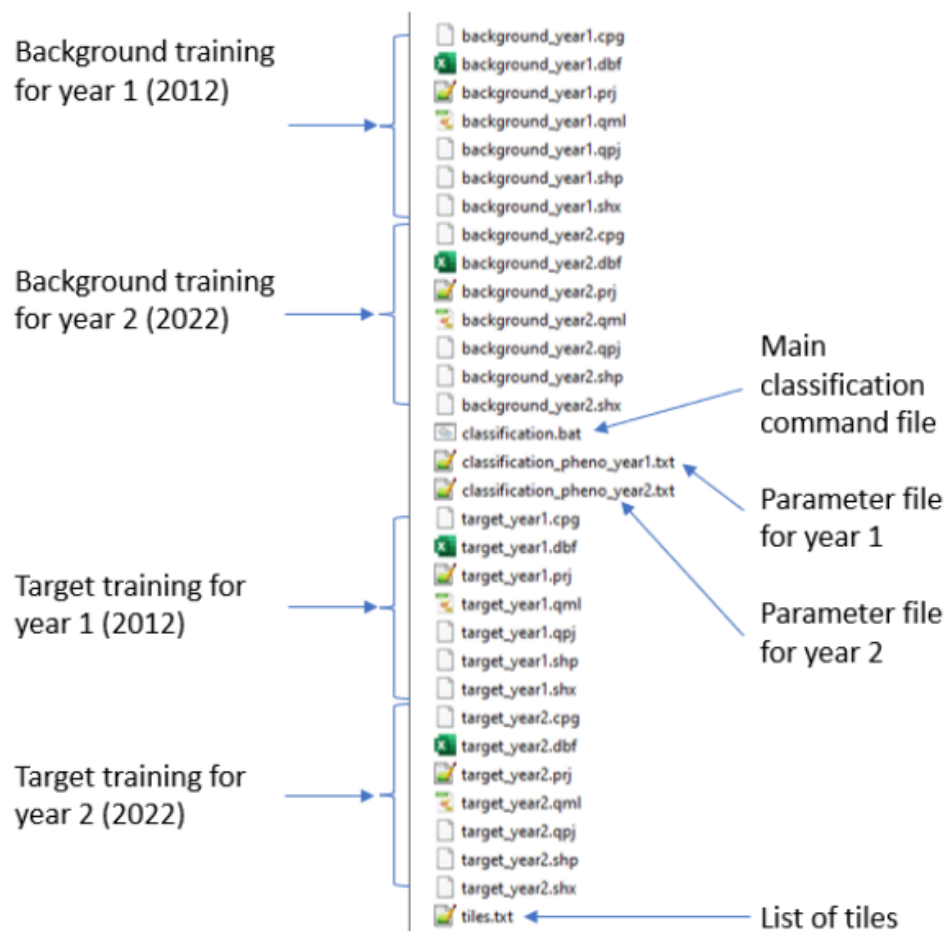 Background training
for year 1 (2012)
Background training
for year 2 (2022)
Target training for
year 1 (2012)
Target training for
year 2 (2022)
background_year1.cpg
background_year1.dbf
background_year1.prj
background_year1.qml
background_year1.qpj
background_year1.shp
background_year1.shx
background_year2.cpg
background_year2.dbf
background_year2.prj
background_year2.qml
background_year2.qpj
background_year2.shp
background_year2.shx
classification.bat
classification_pheno_year1.txt
classification_pheno_year2.txt
target_year1.cpg
target_year1.dbf
target_year1.prj
target_year1.qml
target_year1.qpj
target_year1.shp
target_year1.shx
target_year2.cpg
target_year2.dbf
target_year2.prj
target_year2.qml
target_year2.qpj
target_year2.shp
target_year2.shx
tiles.txt
Main
classification
command file
Parameter file
for year 1
Parameter file
for year 2
List of tiles